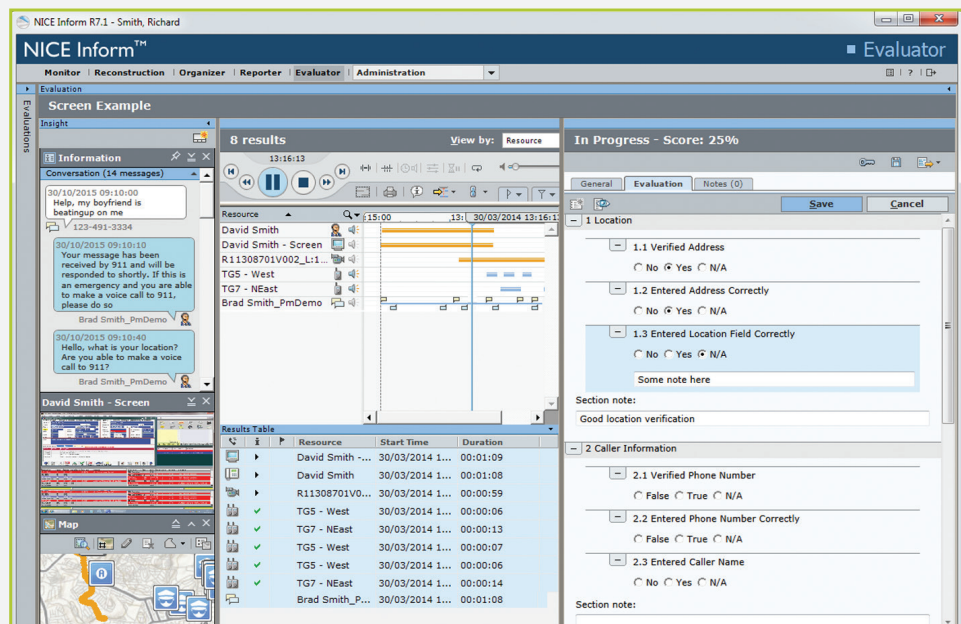 NICE Inform R7.1 - Smith, Richard
NICE Inform™
Evaluator
Monitor | Reconstruction | Organizer | Reporter | Evaluator | Administration
?
Evaluation
Evaluations
Screen Example
Insight
Information
Conversation (14 messages)
30/10/2015 09:10:00
Help, my boyfriend is
beatingup on me
123-491-3334
30/10/2015 09:10:10
Your message has been
received by 911 and will be
responded to shortly. If this is
an emergency and you are able
to make a voice call to 911,
please do so
Brad Smith_PmDemo
30/10/2015 09:10:40
Hello, what is your location?
Are you able to make a voice
call to 911?
Brad Smith_PmDemo
David Smith - Screen
Map
8 results
View by: Resource
13:16:13
Resource
:15:00 ,13: 30/03/2014 13:16:1
David Smith
David Smith - Screen
R11308701V002_L:1...
TG5 - West
TG7 - NEast
Brad Smith_PmDemo
Results Table
Resource Start Time Duration
David Smith -... 30/03/2014 1... 00:01:09
David Smith 30/03/2014 1... 00:01:08
R11308701V0... 30/03/2014 1... 00:00:59
TG5 - West 30/03/2014 1... 00:00:06
TG7 - NEast 30/03/2014 1... 00:00:13
TG5 - West 30/03/2014 1... 00:00:07
TG5 - West 30/03/2014 1... 00:00:06
TG7 - NEast 30/03/2014 1... 00:00:14
Brad Smith_P... 30/03/2014 1... 00:01:08
In Progress - Score: 25%
General Evaluation Notes (0)
Save Cancel
1 Location
1.1 Verified Address
No Yes N/A
1.2 Entered Address Correctly
No Yes N/A
1.3 Entered Location Field Correctly
No Yes N/A
Some note here
Section note:
Good location verification
2 Caller Information
2.1 Verified Phone Number
False True N/A
2.2 Entered Phone Number Correctly
False True N/A
2.3 Entered Caller Name
No Yes N/A
Section note: